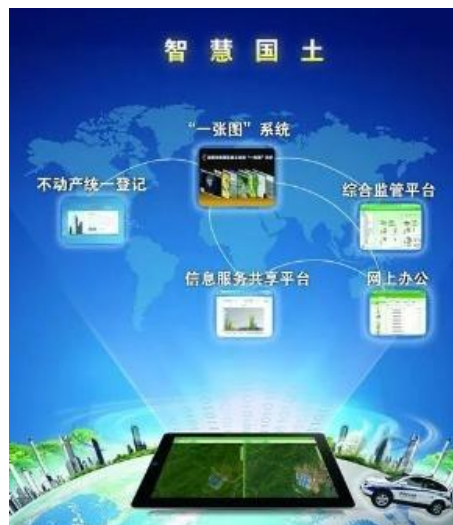 智慧国土
“一张图”系统
不动产统一登记
综合监管平台
信息服务共享平台
网上办公